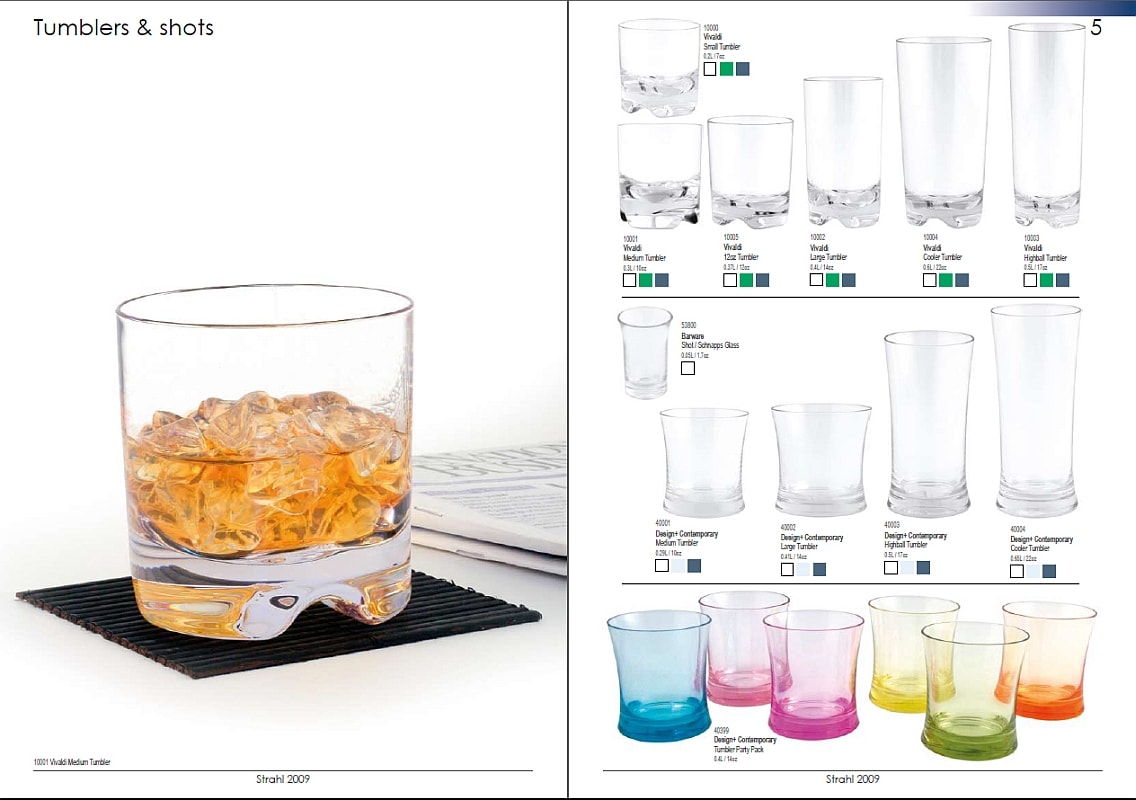 Tumblers & shots
10001 Vivaldi Medium Tumbler
Strahl 2009
5
10000
Vivaldi
Small Tumbler
0.2L / 7oz
10001
Vivaldi
Medium Tumbler
0.3L / 10oz
10005
Vivaldi
12oz Tumbler
0.37L / 12oz
10002
Vivaldi
Large Tumbler
0.4L / 14oz
10004
Vivaldi
Cooler Tumbler
0.6L / 22oz
10003
Vivaldi
Highball Tumbler
0.5L / 17oz
53800
Barware
Shot / Schnapps Glass
0.05L / 1.7oz
40001
Design+ Contemporary
Medium Tumbler
0.29L / 10oz
40002
Design+ Contemporary
Large Tumbler
0.41L / 14oz
40003
Design+ Contemporary
Highball Tumbler
0.5L / 17oz
40004
Design+ Contemporary
Cooler Tumbler
0.65L / 22oz
40399
Design+ Contemporary
Tumbler Party Pack
0.4L / 14oz
Strahl 2009